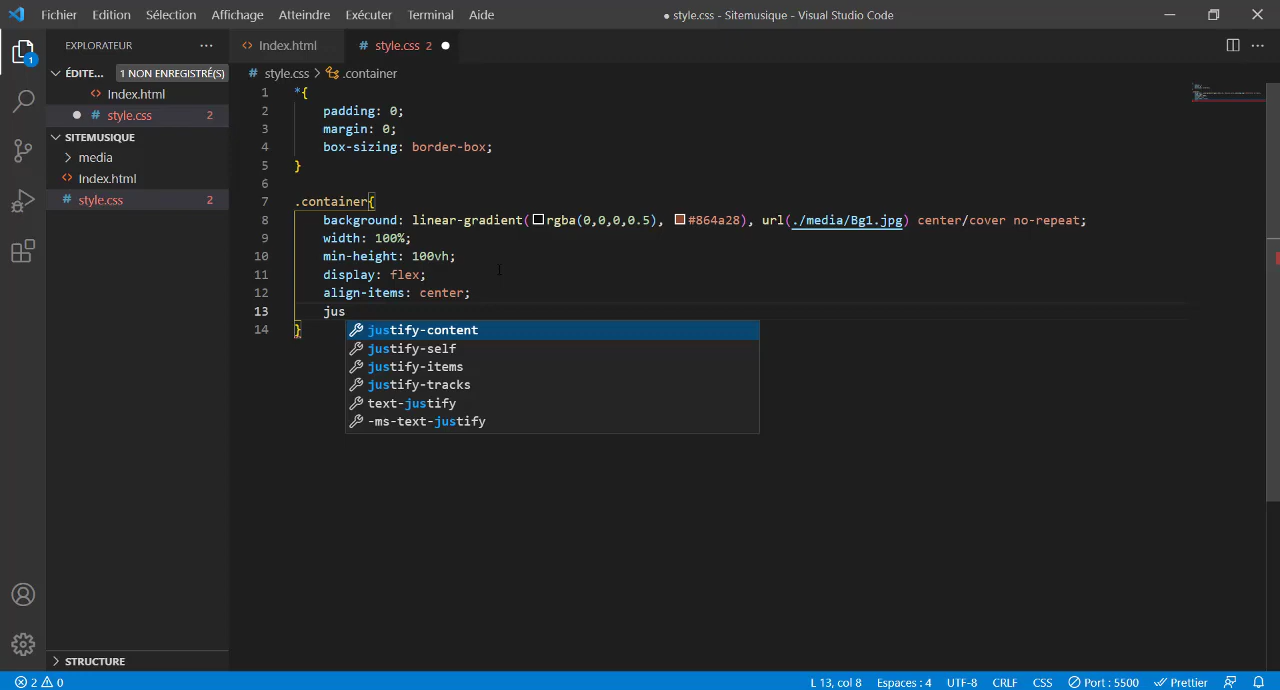 Fichier Edition Sélection Affichage Atteindre Exécuter Terminal Aide ● style.css - Sitemusique - Visual Studio Code
EXPLORATEUR ··· <> Index.html # style.css 2 ●
ÉDITE... 1 NON ENREGISTRÉ(S) # style.css > .container
<> Index.html
● # style.css 2
SITEMUSIQUE
> media
<> Index.html
# style.css 2
1 *{
2 padding: 0;
3 margin: 0;
4 box-sizing: border-box;
5 }
6
7 .container{
8 background: linear-gradient(rgba(0,0,0,0.5), #864a28), url(./media/Bg1.jpg) center/cover no-repeat;
9 width: 100%;
10 min-height: 100vh;
11 display: flex;
12 align-items: center;
13 jus
14 }
justify-content
justify-self
justify-items
justify-tracks
text-justify
-ms-text-justify
1
> STRUCTURE
2 0 L 13, col 8 Espaces : 4 UTF-8 CRLF CSS Port : 5500 Prettier